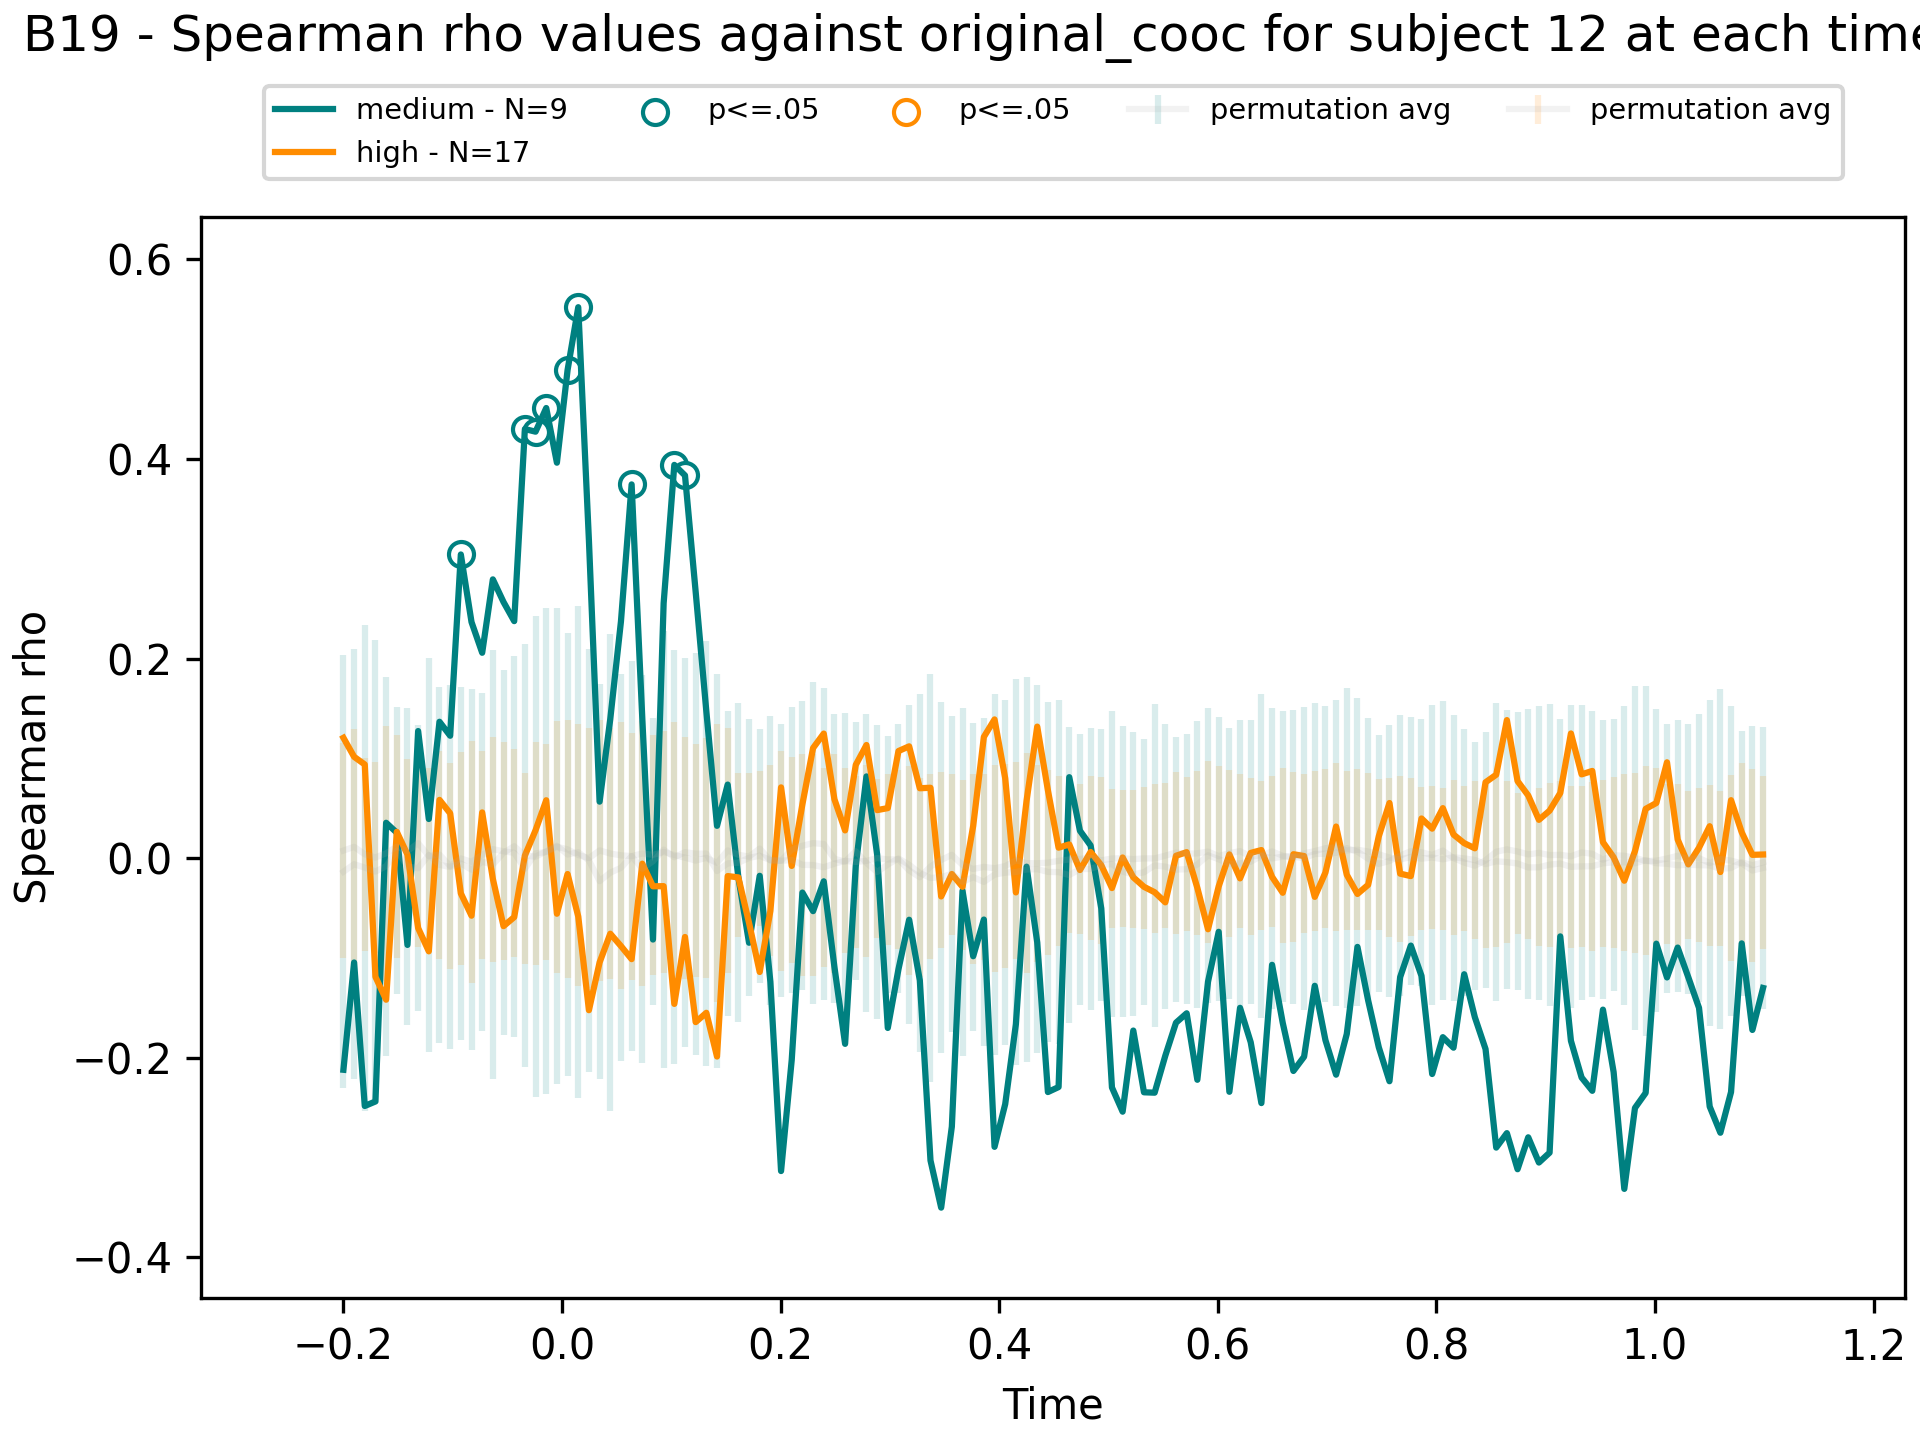 B19 - Spearman rho values against original_cooc for subject 12 at each time
medium - N=9
high - N=17
p<=.05
p<=.05
permutation avg
permutation avg
Spearman rho
0.6
0.4
0.2
0.0
−0.2
−0.4
−0.2 0.0 0.2 0.4 0.6 0.8 1.0 1.2
Time